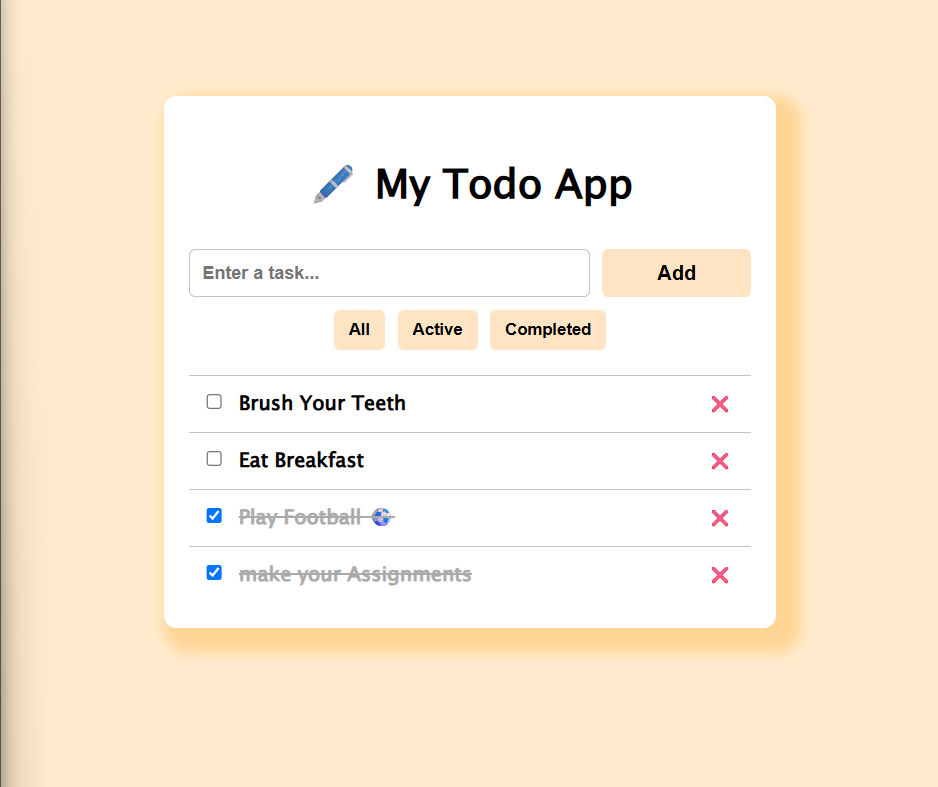 My Todo App
Enter a task...
Add
All
Active
Completed
Brush Your Teeth
Eat Breakfast
Play Football
make your Assignments